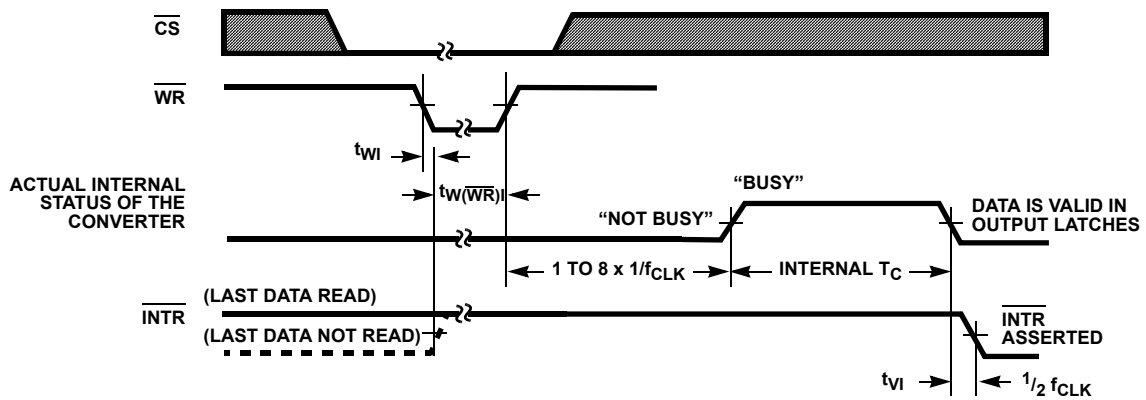 CS
WR
tWI
ACTUAL INTERNAL
STATUS OF THE
CONVERTER
tW(WR)I
"BUSY"
"NOT BUSY"
DATA IS VALID IN
OUTPUT LATCHES
1 TO 8 x 1/fCLK
INTERNAL TC
(LAST DATA READ)
INTR
(LAST DATA NOT READ)
INTR
ASSERTED
tVI
1/2 fCLK